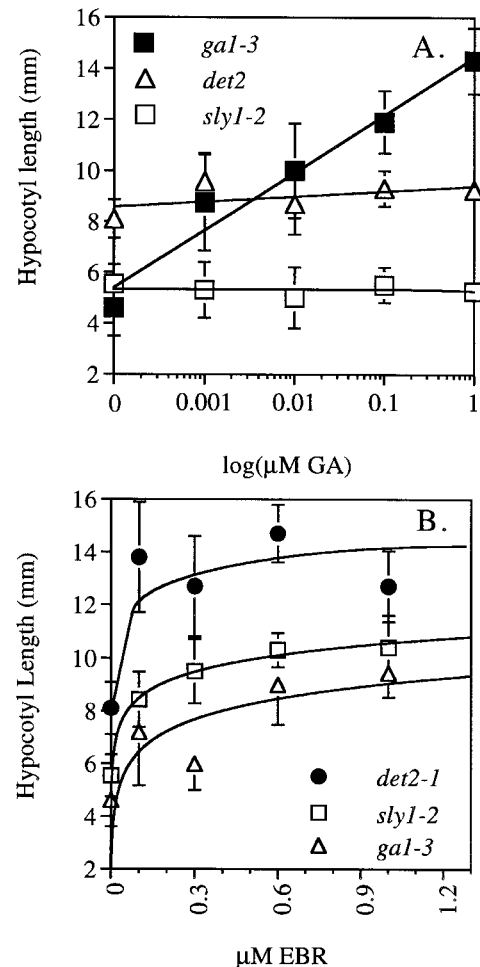 A.
ga1-3
det2
sly1-2
Hypocotyl length (mm)
16
14
12
10
8
6
4
2
0 0.001 0.01 0.1 1
log(μM GA)
B.
Hypocotyl Length (mm)
16
14
12
10
8
6
4
2
det2-1
sly1-2
ga1-3
0 0.3 0.6 0.9 1.2
μM EBR